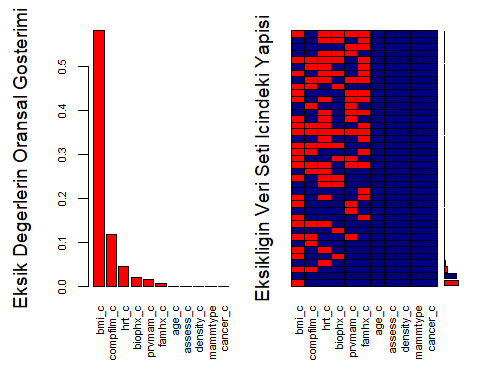 Eksik Degerlerin Oransal Gosterimi
0.5
0.4
0.3
0.2
0.1
0.0
bmi_c
compfilm_c
hrt_c
biophx_c
prvmam_c
famhx_c
age_c
assess_c
density_c
mammtype
cancer_c
Eksikligin Veri Seti Icindeki Yapisi
bmi_c
compfilm_c
hrt_c
biophx_c
prvmam_c
famhx_c
age_c
assess_c
density_c
mammtype
cancer_c